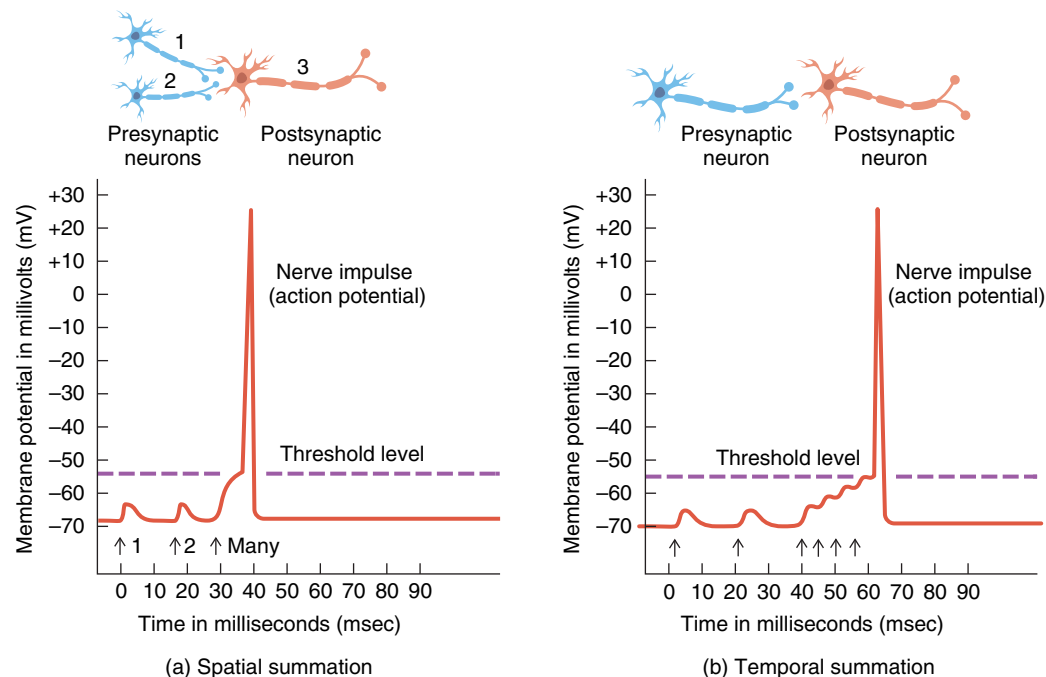 1
2
3
Presynaptic
neurons
Postsynaptic
neuron
Membrane potential in millivolts (mV)
+30
+20
+10
0
–10
–20
–30
–40
–50
–60
–70
Nerve impulse
(action potential)
Threshold level
1
2
Many
0 10 20 30 40 50 60 70 80 90
Time in milliseconds (msec)
(a) Spatial summation
Presynaptic
neuron
Postsynaptic
neuron
Membrane potential in millivolts (mV)
+30
+20
+10
0
–10
–20
–30
–40
–50
–60
–70
Nerve impulse
(action potential)
Threshold level
0 10 20 30 40 50 60 70 80 90
Time in milliseconds (msec)
(b) Temporal summation